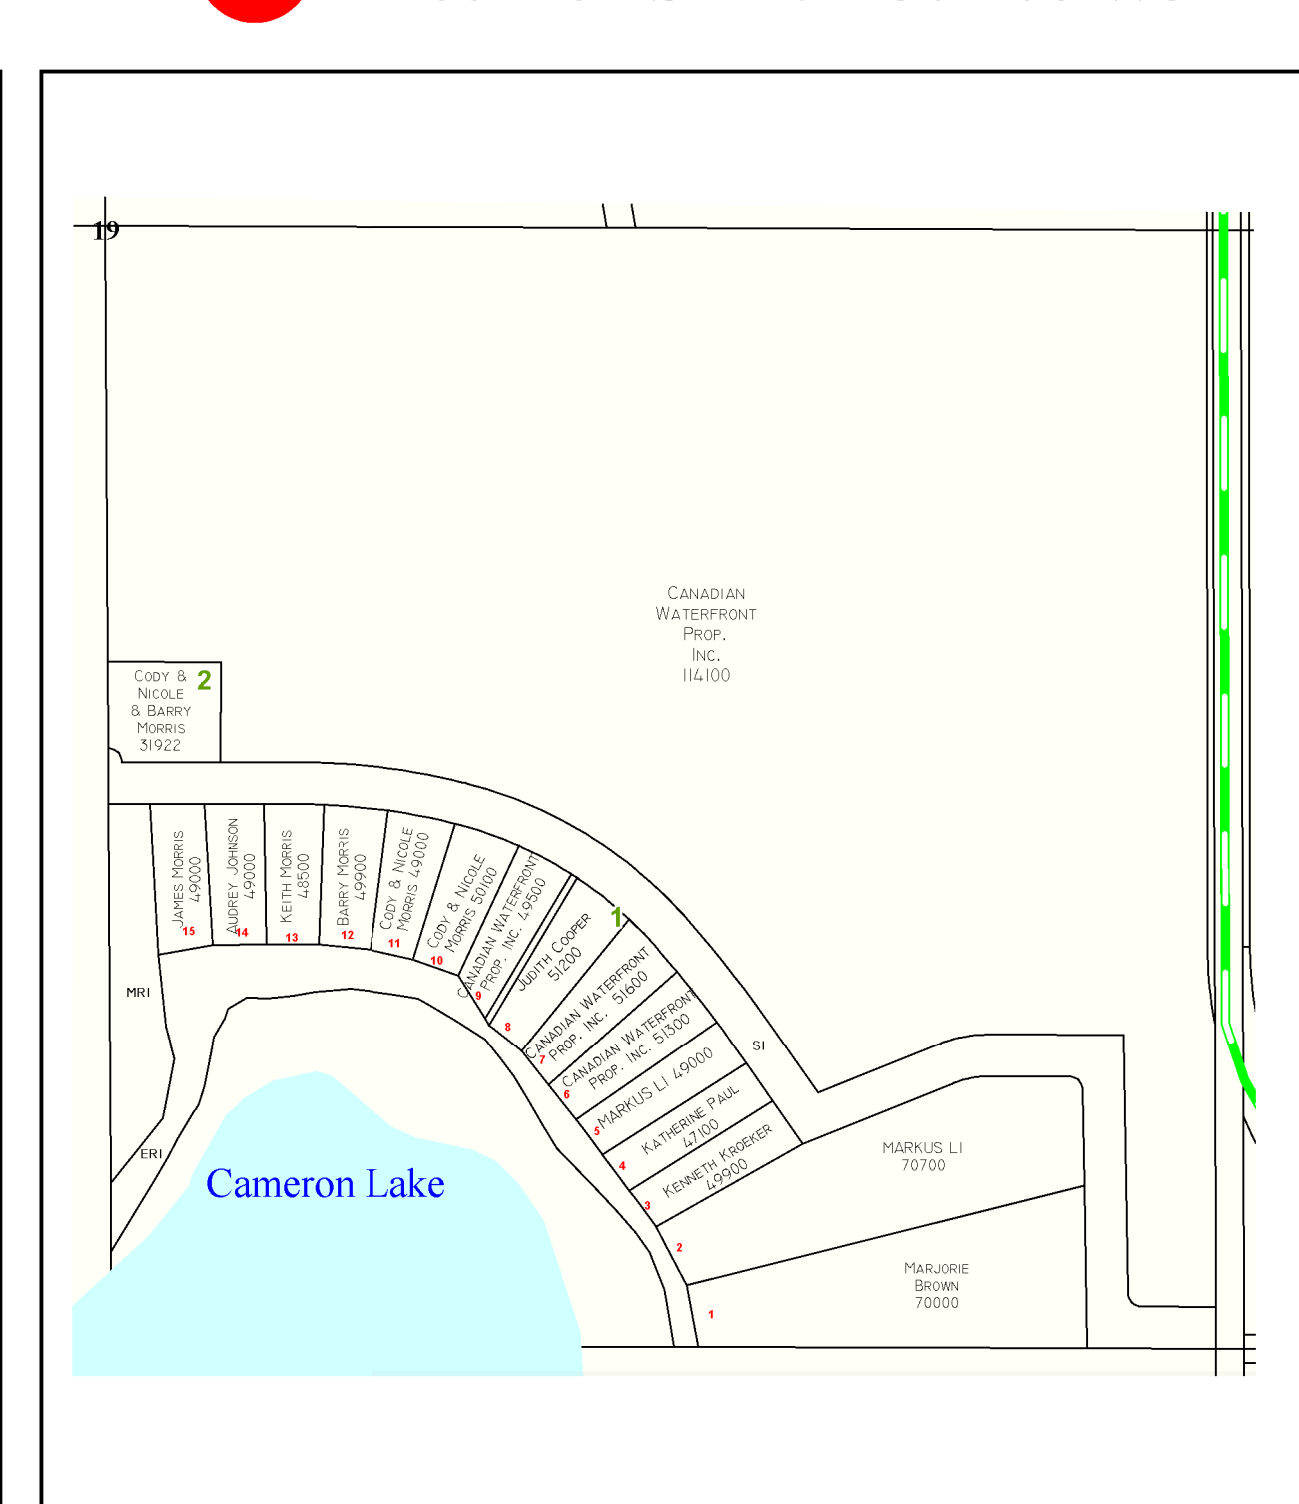 19
CANADIAN
WATERFRONT
PROP.
INC.
114100
CODY &
NICOLE
& BARRY
MORRIS
31922
2
JAMES MORRIS
49000
15
AUDREY JOHNSON
49000
14
KEITH MORRIS
48500
13
BARRY MORRIS
49900
12
CODY & NICOLE
MORRIS 49000
11
CODY & NICOLE
MORRIS 50100
10
CANADIAN WATERFRONT
PROP. INC. 49500
9
JUDITH COOPER
51200
8
1
CANADIAN WATERFRONT
PROP. INC. 51600
7
CANADIAN WATERFRONT
PROP. INC. 51300
6
MARKUS LI 49000
5
KATHERINE PAUL
47100
4
KENNETH KROEKER
49900
3
MR1
S1
ER1
Cameron Lake
MARKUS LI
70700
2
MARJORIE
BROWN
70000
1